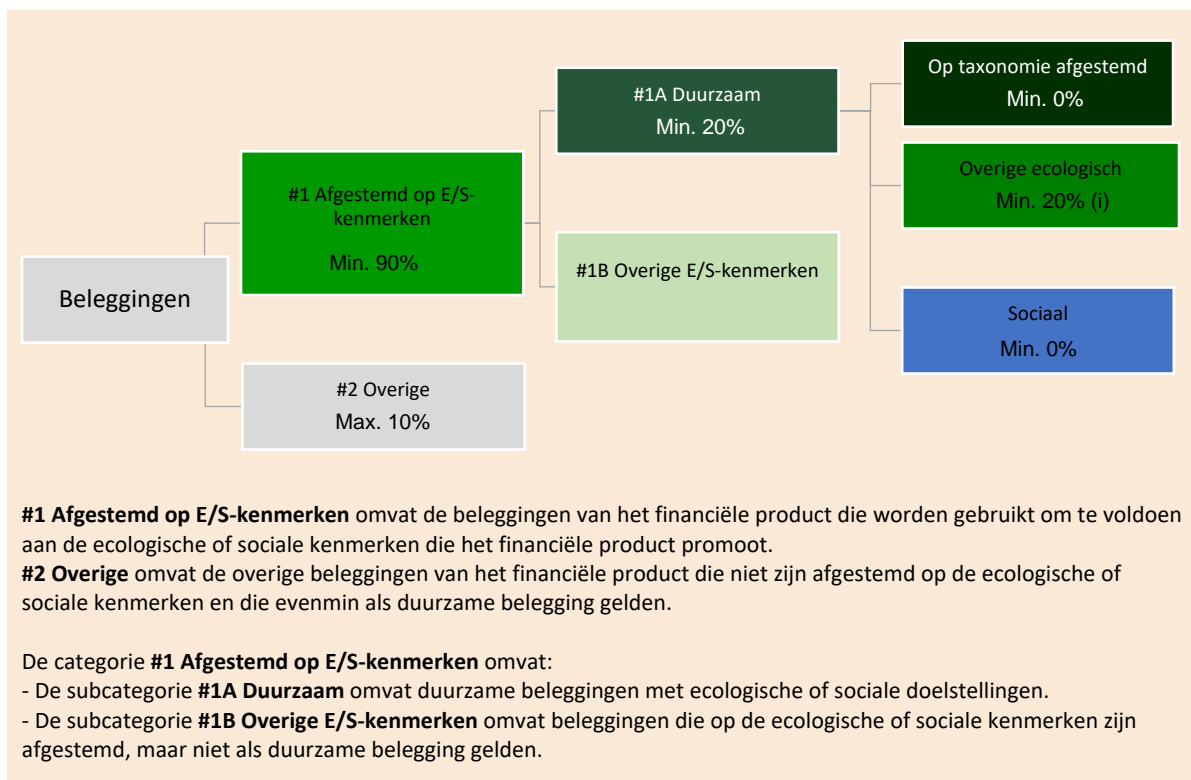 Op taxonomie afgestemd
Min. 0%
#1A Duurzaam
Min. 20%
Overige ecologisch
Min. 20% (i)
#1 Afgestemd op E/S-
kenmerken
Min. 90%
#1B Overige E/S-kenmerken
Beleggingen
Sociaal
Min. 0%
#2 Overige
Max. 10%
#1 Afgestemd op E/S-kenmerken omvat de beleggingen van het financiële product die worden gebruikt om te voldoen
aan de ecologische of sociale kenmerken die het financiële product promoot.
#2 Overige omvat de overige beleggingen van het financiële product die niet zijn afgestemd op de ecologische of
sociale kenmerken en die evenmin als duurzame belegging gelden.
De categorie #1 Afgestemd op E/S-kenmerken omvat:
- De subcategorie #1A Duurzaam omvat duurzame beleggingen met ecologische of sociale doelstellingen.
- De subcategorie #1B Overige E/S-kenmerken omvat beleggingen die op de ecologische of sociale kenmerken zijn
afgestemd, maar niet als duurzame belegging gelden.